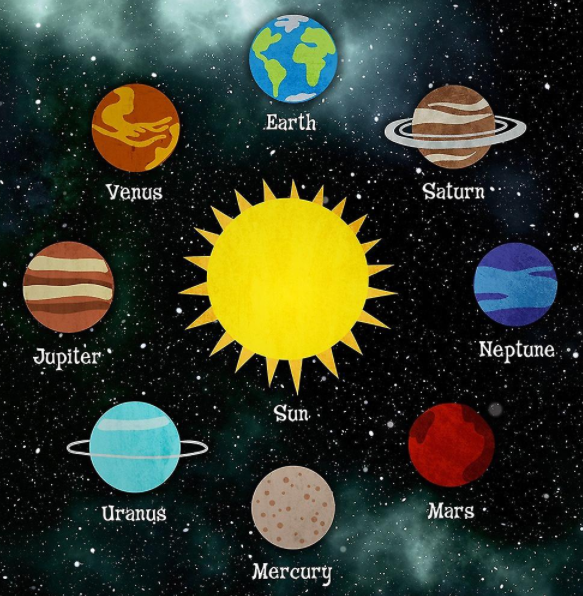 Earth
Venus
Saturn
Jupiter
Neptune
Sun
Uranus
Mars
Mercury